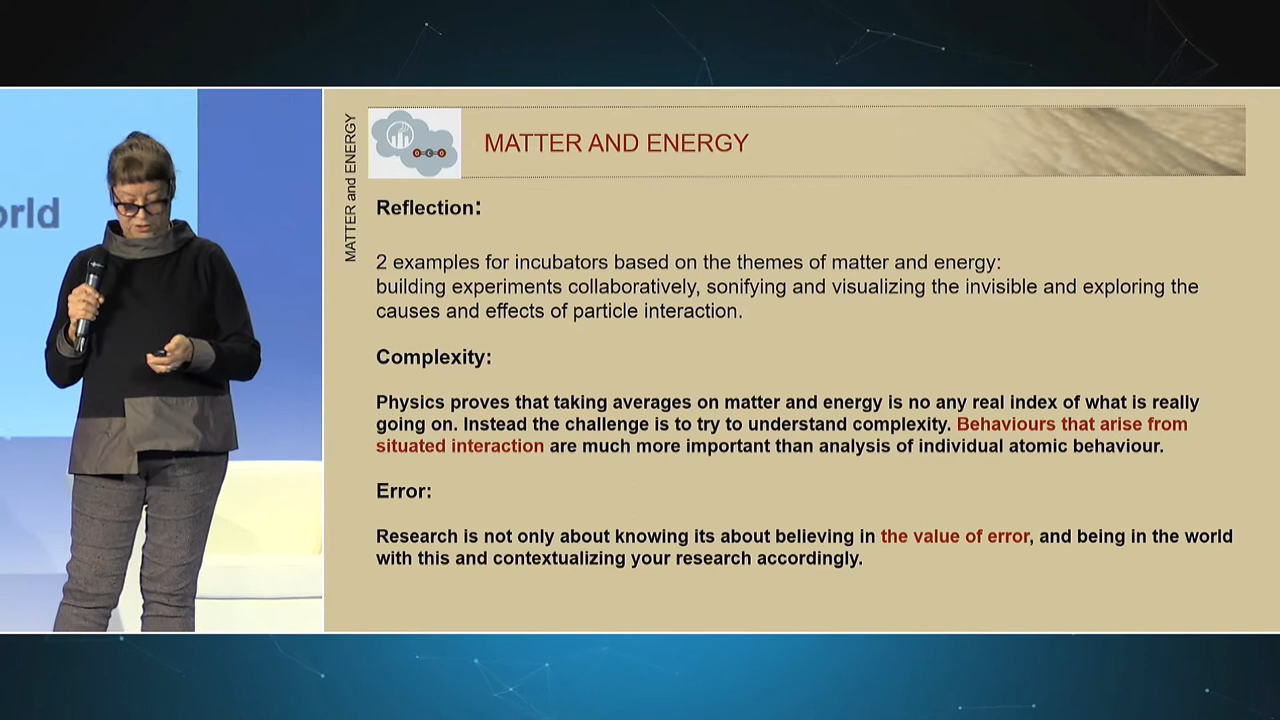 orld
MATTER and ENERGY
MATTER AND ENERGY
Reflection:
2 examples for incubators based on the themes of matter and energy:
building experiments collaboratively, sonifying and visualizing the invisible and exploring the
causes and effects of particle interaction.
Complexity:
Physics proves that taking averages on matter and energy is no any real index of what is really
going on. Instead the challenge is to try to understand complexity. Behaviours that arise from
situated interaction are much more important than analysis of individual atomic behaviour.
Error:
Research is not only about knowing its about believing in the value of error, and being in the world
with this and contextualizing your research accordingly.